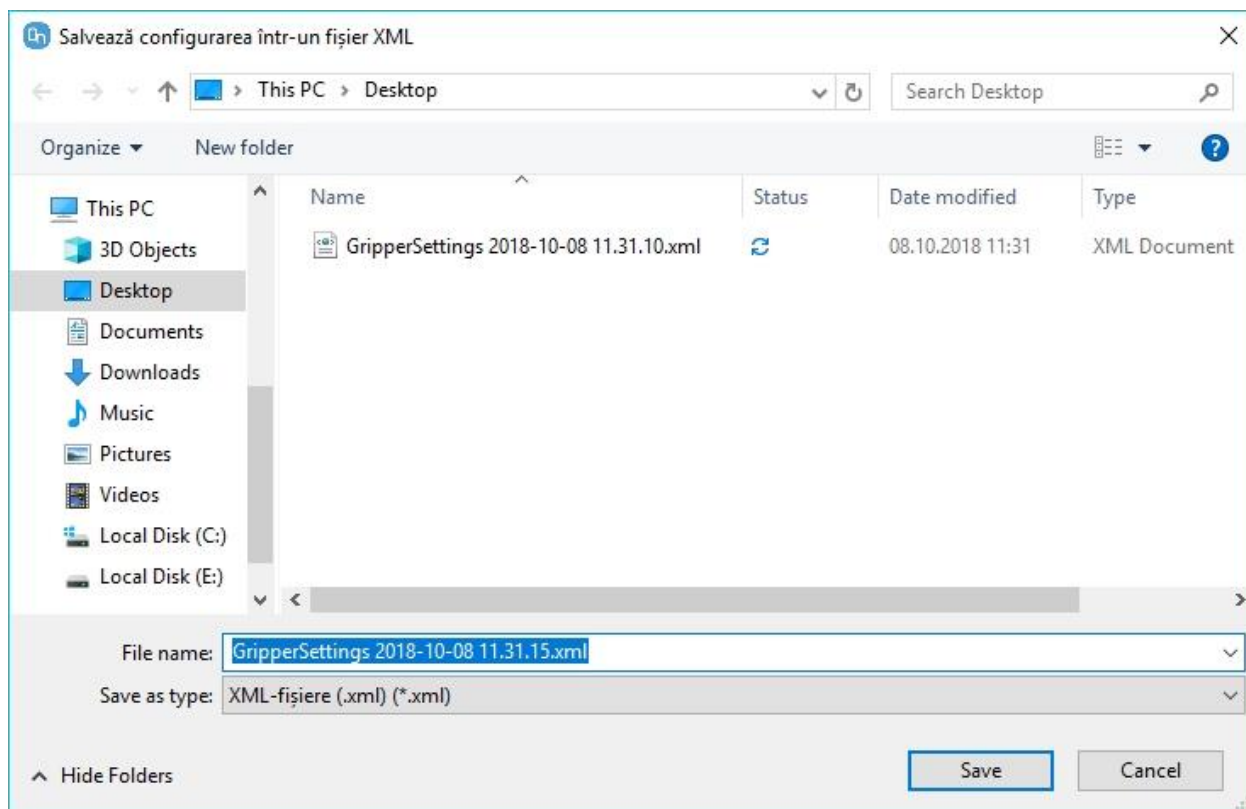 Salvează configurarea într-un fișier XML
This PC > Desktop
Search Desktop
Organize
New folder
Name
Status
Date modified
Type
This PC
3D Objects
Desktop
Documents
Downloads
Music
Pictures
Videos
Local Disk (C:)
Local Disk (E:)
GripperSettings 2018-10-08 11.31.10.xml
08.10.2018 11:31
XML Document
File name: GripperSettings 2018-10-08 11.31.15.xml
Save as type: XML-fișiere (.xml) (*.xml)
Hide Folders
Save
Cancel